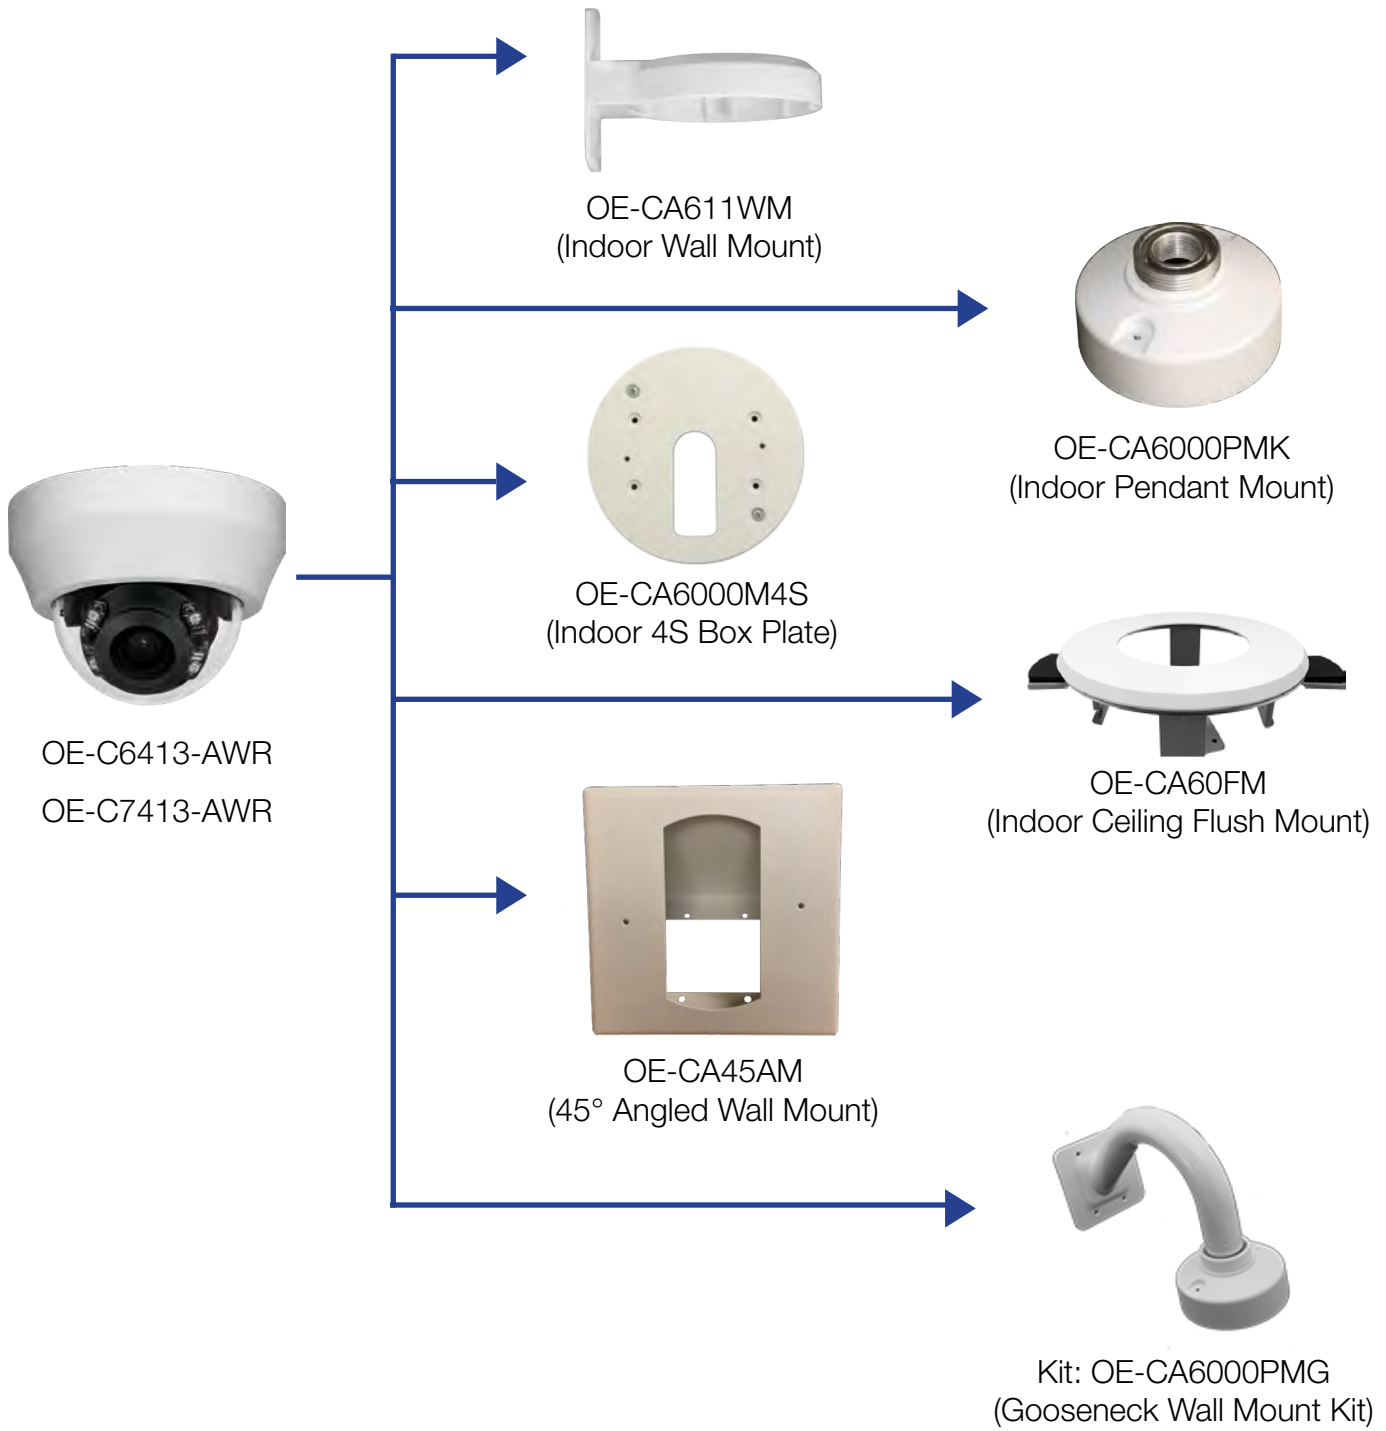 OE-CA611WM
(Indoor Wall Mount)
OE-CA6000PMK
(Indoor Pendant Mount)
OE-CA6000M4S
(Indoor 4S Box Plate)
OE-C6413-AWR
OE-C7413-AWR
OE-CA60FM
(Indoor Ceiling Flush Mount)
OE-CA45AM
(45° Angled Wall Mount)
Kit: OE-CA6000PMG
(Gooseneck Wall Mount Kit)